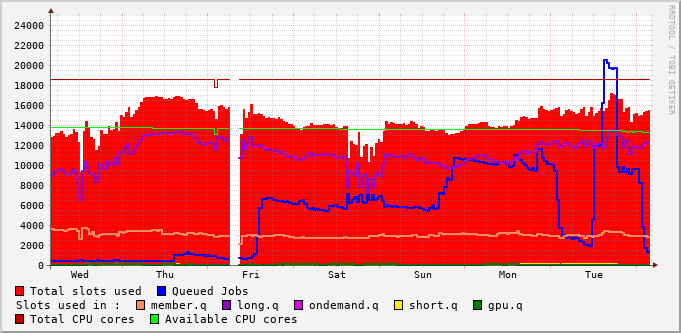 RRDTOOL / TOBI OETIKER
24000
22000
20000
18000
16000
14000
12000
10000
8000
6000
4000
2000
0
Wed Thu Fri Sat Sun Mon Tue
Total slots used Queued Jobs
Slots used in : member.q long.q ondemand.q short.q gpu.q
Total CPU cores Available CPU cores